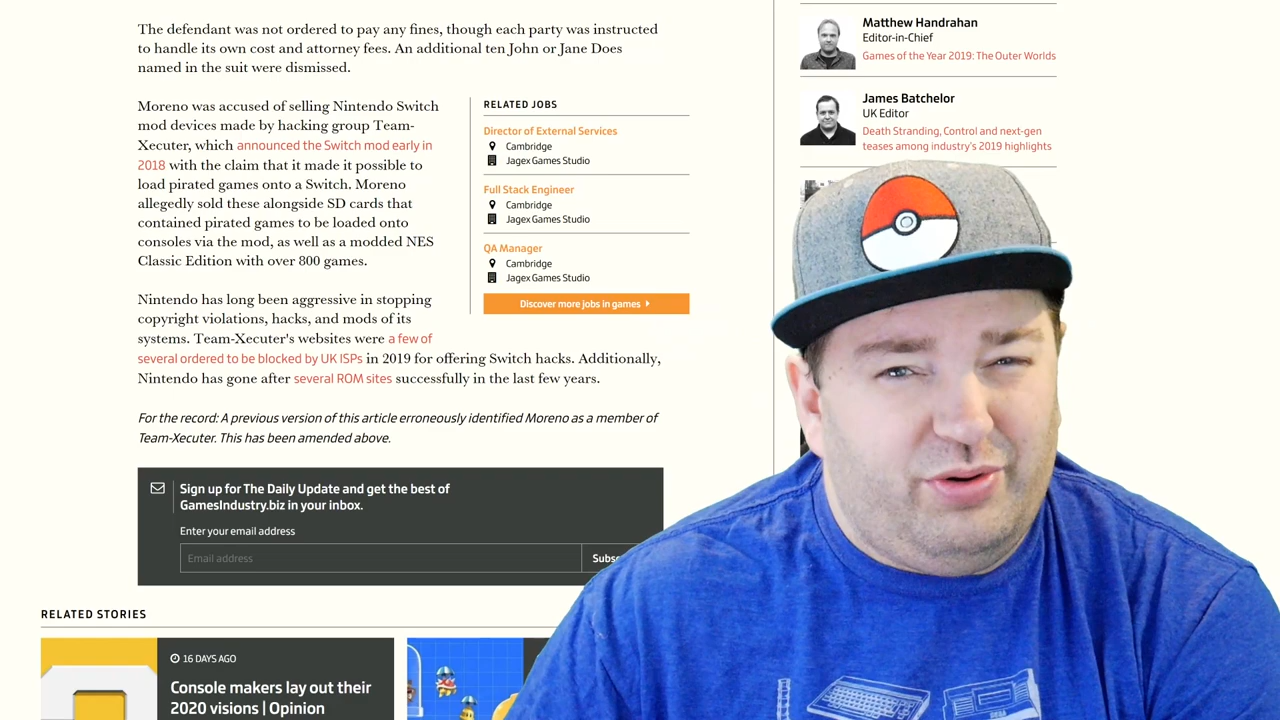 The defendant was not ordered to pay any fines, though each party was instructed
to handle its own cost and attorney fees. An additional ten John or Jane Does
named in the suit were dismissed.
Moreno was accused of selling Nintendo Switch
mod devices made by hacking group Team-
Xecuter, which announced the Switch mod early in
2018 with the claim that it made it possible to
load pirated games onto a Switch. Moreno
allegedly sold these alongside SD cards that
contained pirated games to be loaded onto
consoles via the mod, as well as a modded NES
Classic Edition with over 800 games.
Nintendo has long been aggressive in stopping
copyright violations, hacks, and mods of its
systems. Team-Xecuter's websites were a few of
several ordered to be blocked by UK ISPs in 2019 for offering Switch hacks. Additionally,
Nintendo has gone after several ROM sites successfully in the last few years.
For the record: A previous version of this article erroneously identified Moreno as a member of
Team-Xecuter. This has been amended above.
RELATED JOBS
Director of External Services
Cambridge
Jagex Games Studio
Full Stack Engineer
Cambridge
Jagex Games Studio
QA Manager
Cambridge
Jagex Games Studio
Discover more jobs in games
Sign up for The Daily Update and get the best of
GamesIndustry.biz in your inbox.
Enter your email address
Email address
Subsc
RELATED STORIES
16 DAYS AGO
Console makers lay out their
2020 visions | Opinion
Matthew Handrahan
Editor-in-Chief
Games of the Year 2019: The Outer Worlds
James Batchelor
UK Editor
Death Stranding, Control and next-gen
teases among industry's 2019 highlights
SEGA